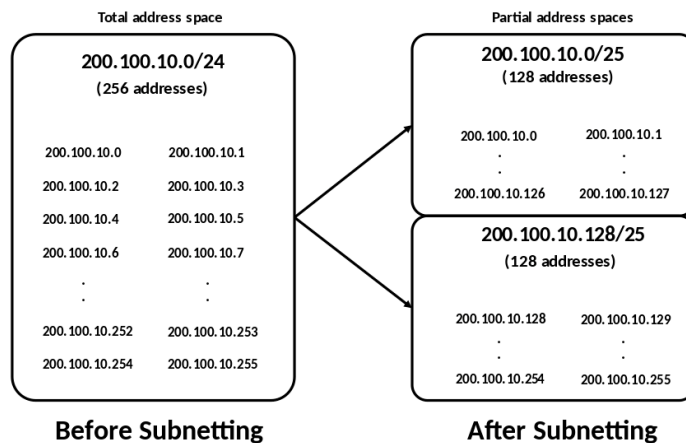 Total address space
200.100.10.0/24
(256 addresses)
200.100.10.0 200.100.10.1
200.100.10.2 200.100.10.3
200.100.10.4 200.100.10.5
200.100.10.6 200.100.10.7
. .
. .
200.100.10.252 200.100.10.253
200.100.10.254 200.100.10.255
Before Subnetting
Partial address spaces
200.100.10.0/25
(128 addresses)
200.100.10.0 200.100.10.1
. .
. .
200.100.10.126 200.100.10.127
200.100.10.128/25
(128 addresses)
200.100.10.128 200.100.10.129
. .
. .
200.100.10.254 200.100.10.255
After Subnetting